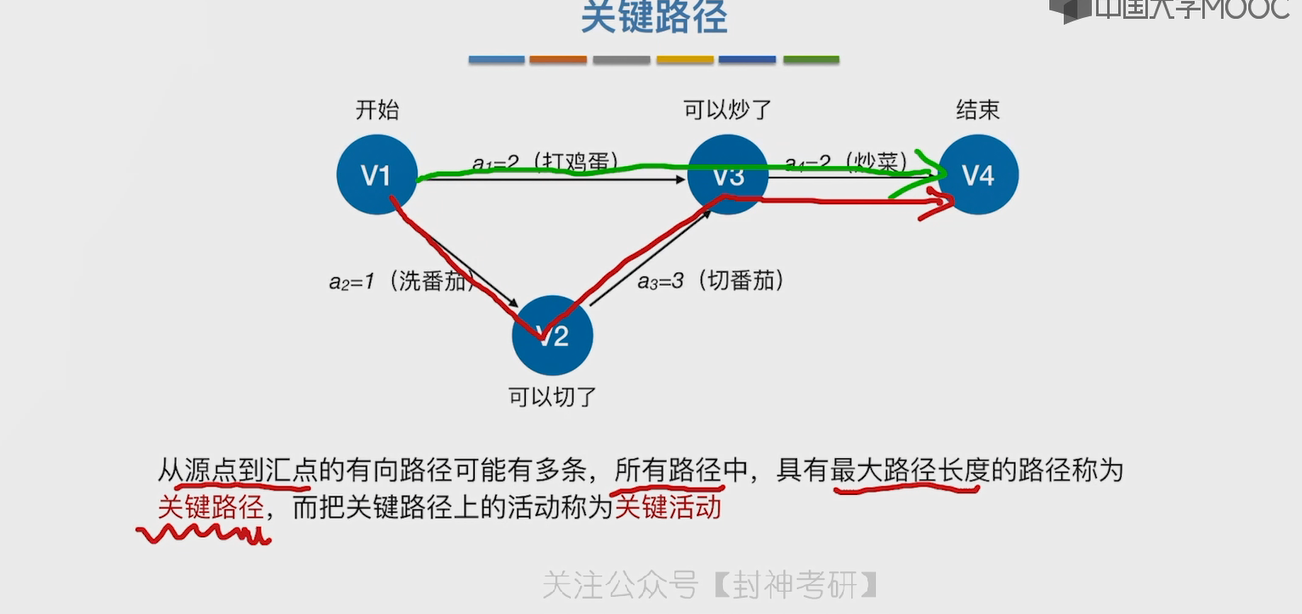 关键路径
中国大学MOOC
开始
可以炒了
结束
a₁=2（打鸡蛋）
a₄=2（炒菜）
V1
V3
V4
a₂=1（洗番茄）
a₃=3（切番茄）
V2
可以切了
从源点到汇点的有向路径可能有多条，所有路径中，具有最大路径长度的路径称为
关键路径，而把关键路径上的活动称为关键活动
关注公众号【封神考研】